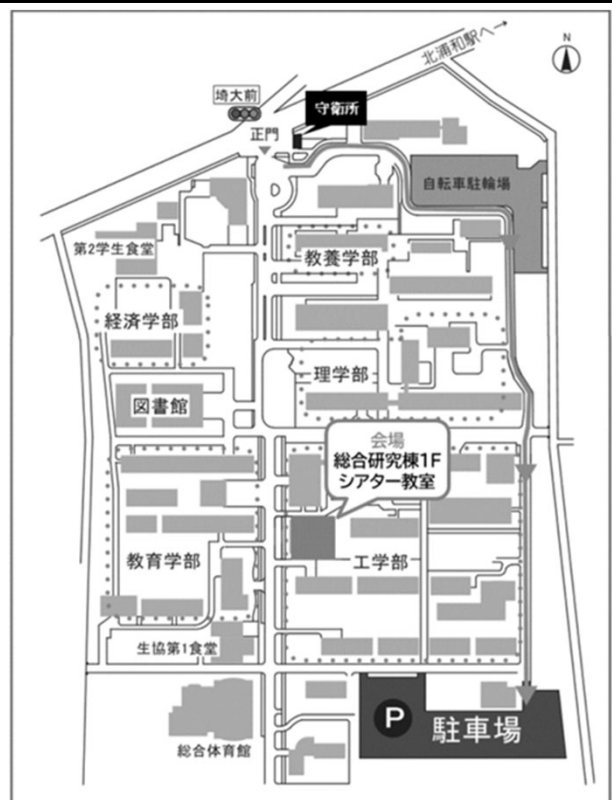 北浦和駅へ→
N
埼大前
守衛所
正門
自転車駐輪場
第2学生食堂
教養学部
経済学部
理学部
図書館
会場
総合研究棟1F
シアター教室
教育学部
工学部
生協第1食堂
P
駐車場
総合体育館